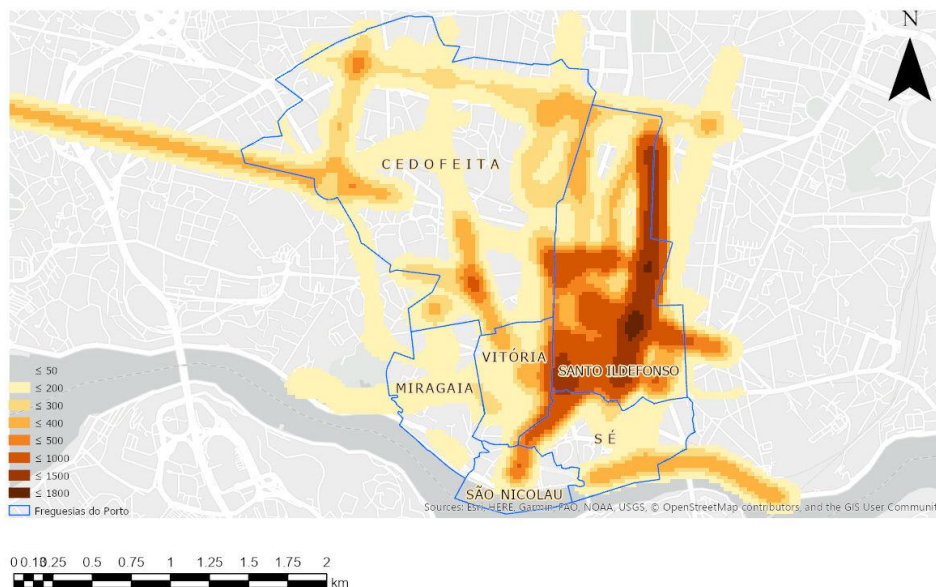 N
CEDOFEITA
VITÓRIA
SANTO ILDEFONSO
MIRAGAIA
SÉ
SÃO NICOLAU
≤ 50
≤ 200
≤ 300
≤ 400
≤ 500
≤ 1000
≤ 1500
≤ 1800
Freguesias do Porto
Sources: Esri, HERE, Garmin, FAO, NOAA, USGS, © OpenStreetMap contributors, and the GIS User Communit
0 0.13 0.25 0.5 0.75 1 1.25 1.5 1.75 2
km